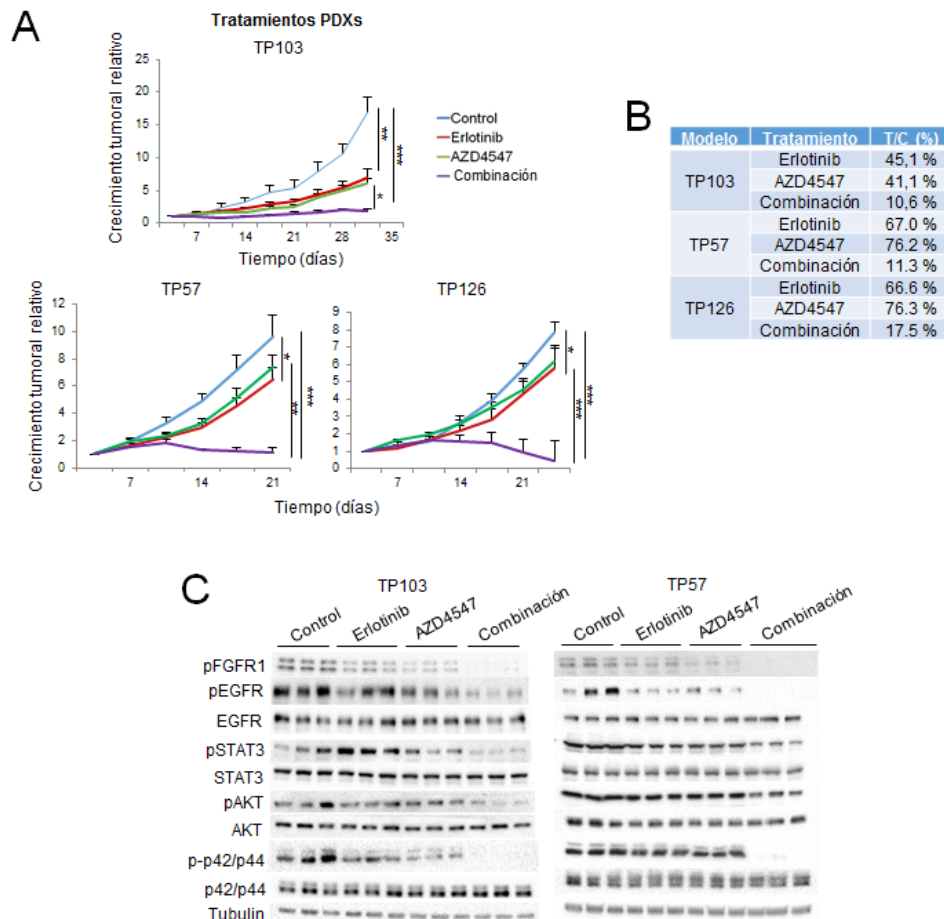 A
Tratamientos PDXs
TP103
Crecimiento tumoral relativo
25
20
15
10
5
0
7
14
21
28
35
Tiempo (días)
**
***
*
Control
Erlotinib
AZD4547
Combinación
B
Modelo Tratamiento T/C (%)
TP103
Erlotinib 45,1 %
AZD4547 41,1 %
Combinación 10,6 %
TP57
Erlotinib 67.0 %
AZD4547 76.2 %
Combinación 11.3 %
TP126
Erlotinib 66.6 %
AZD4547 76.3 %
Combinación 17.5 %
TP57
Crecimiento tumoral relativo
12
10
8
6
4
2
0
7
14
21
*
**
***
TP126
9
8
7
6
5
4
3
2
1
0
7
14
21
*
***
***
Tiempo (días)
C
TP103
Control Erlotinib AZD4547 Combinación
TP57
Control Erlotinib AZD4547 Combinación
pFGFR1
pEGFR
EGFR
pSTAT3
STAT3
pAKT
AKT
p-p42/p44
p42/p44
Tubulin